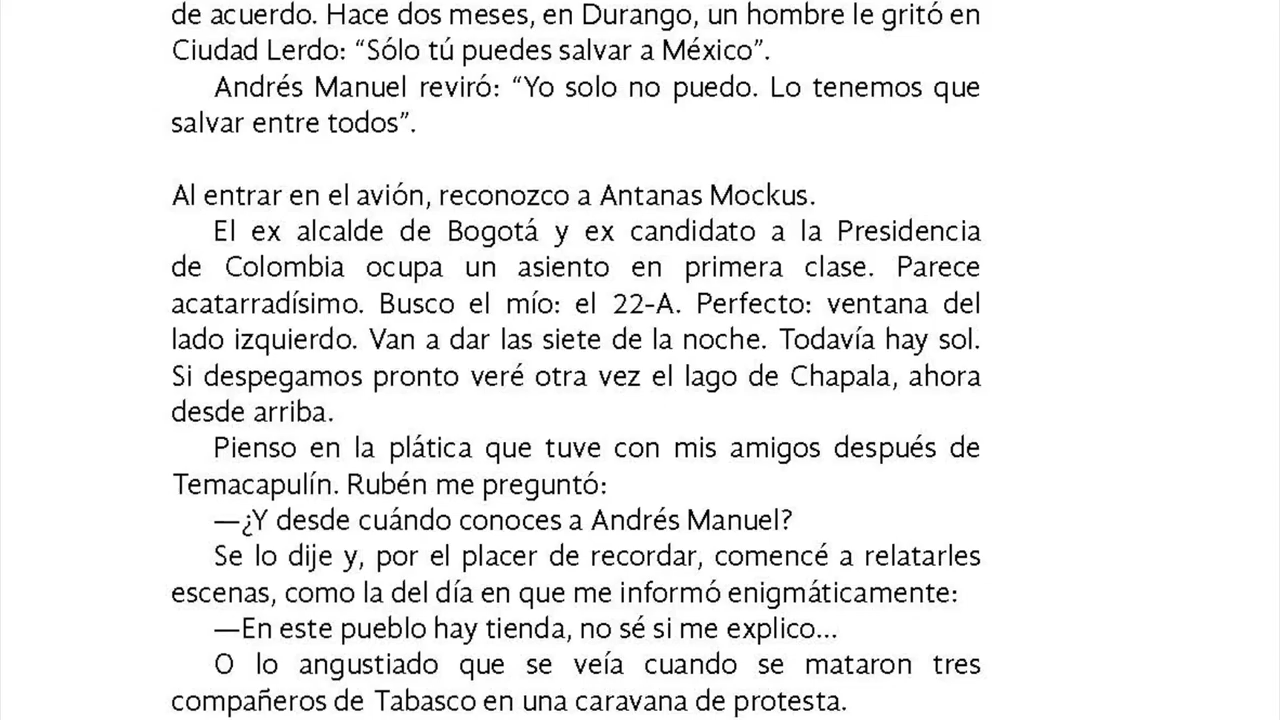 de acuerdo. Hace dos meses, en Durango, un hombre le gritó en
Ciudad Lerdo: “Sólo tú puedes salvar a México”.
Andrés Manuel reviró: “Yo solo no puedo. Lo tenemos que
salvar entre todos”.
Al entrar en el avión, reconozco a Antanas Mockus.
El ex alcalde de Bogotá y ex candidato a la Presidencia
de Colombia ocupa un asiento en primera clase. Parece
acatarradísimo. Busco el mío: el 22-A. Perfecto: ventana del
lado izquierdo. Van a dar las siete de la noche. Todavía hay sol.
Si despegamos pronto veré otra vez el lago de Chapala, ahora
desde arriba.
Pienso en la plática que tuve con mis amigos después de
Temacapulín. Rubén me preguntó:
—¿Y desde cuándo conoces a Andrés Manuel?
Se lo dije y, por el placer de recordar, comencé a relatarles
escenas, como la del día en que me informó enigmáticamente:
—En este pueblo hay tienda, no sé si me explico...
O lo angustiado que se veía cuando se mataron tres
compañeros de Tabasco en una caravana de protesta.